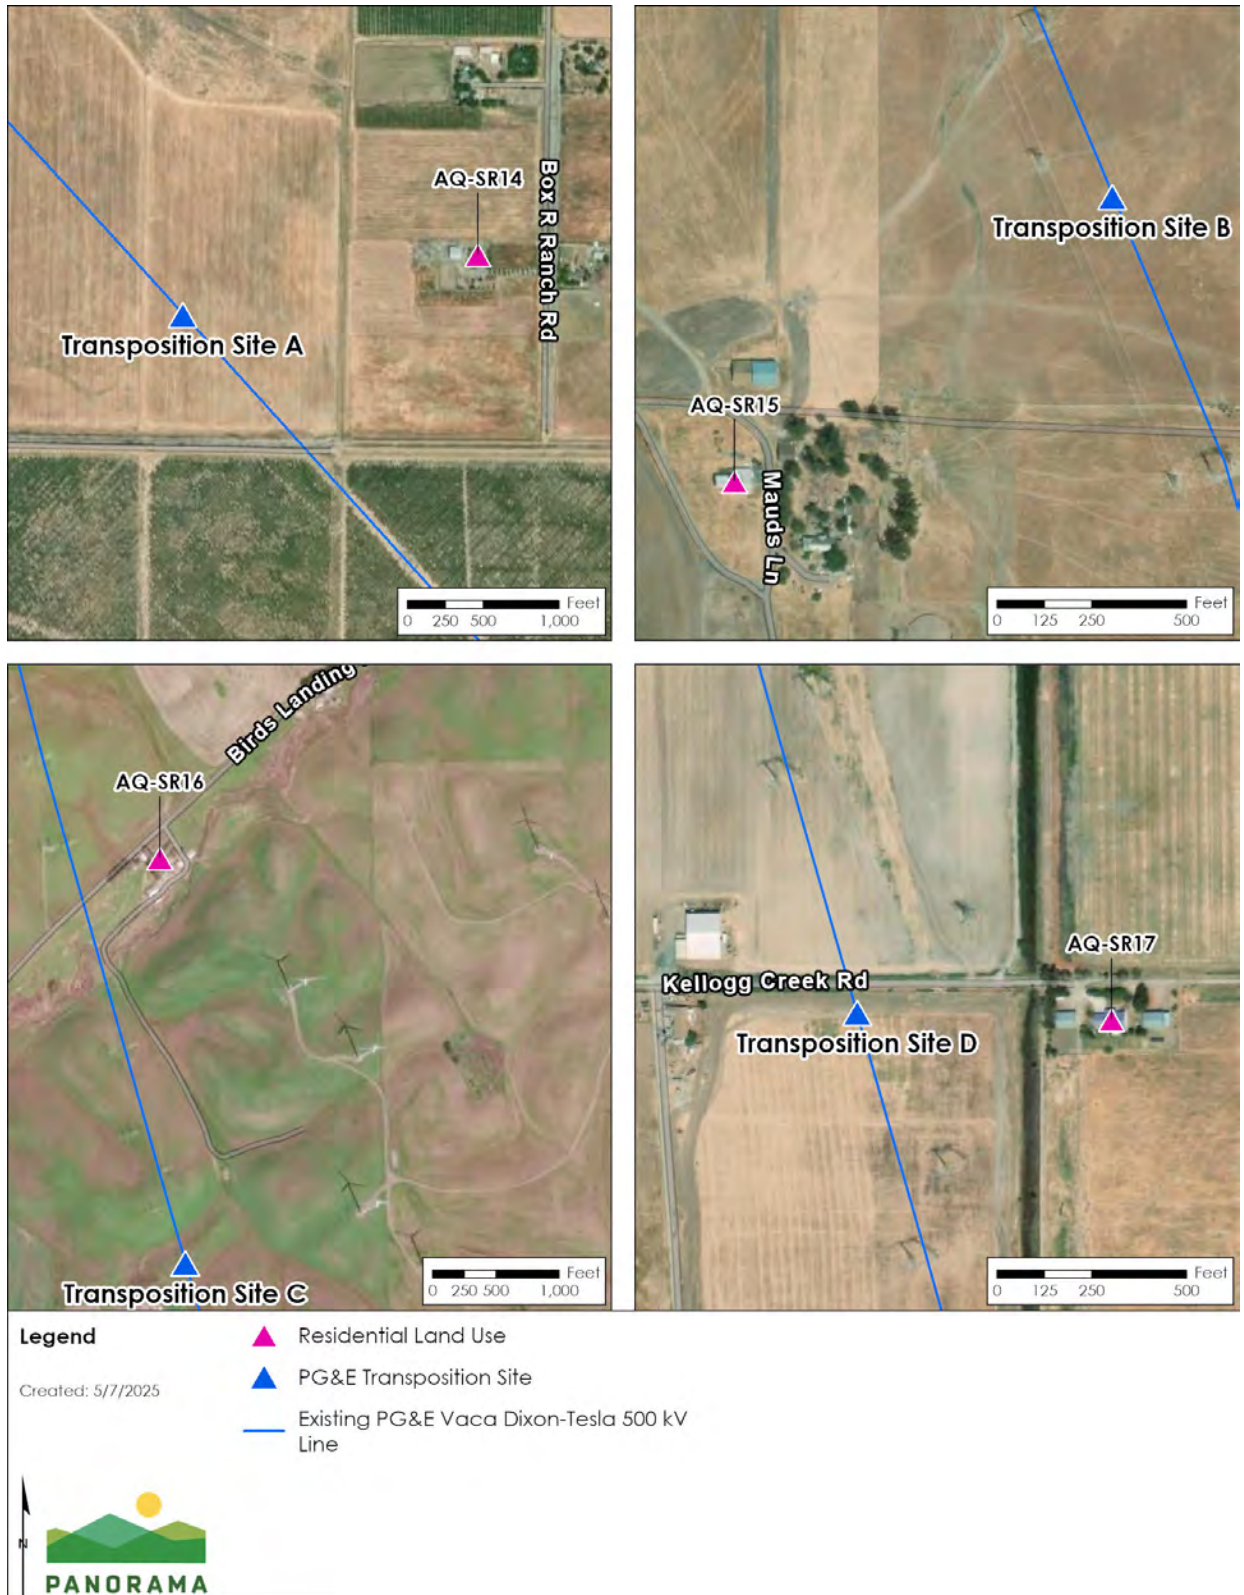 AQ-SR14
Box R Ranch Rd
Transposition Site A
Feet
0 250 500 1,000
Transposition Site B
AQ-SR15
Mauds Ln
Feet
0 125 250 500
Birds Landing
AQ-SR16
Transposition Site C
Feet
0 250 500 1,000
AQ-SR17
Kellogg Creek Rd
Transposition Site D
Feet
0 125 250 500
Legend
Created: 5/7/2025
Residential Land Use
PG&E Transposition Site
Existing PG&E Vaca Dixon-Tesla 500 kV
Line
N
PANORAMA